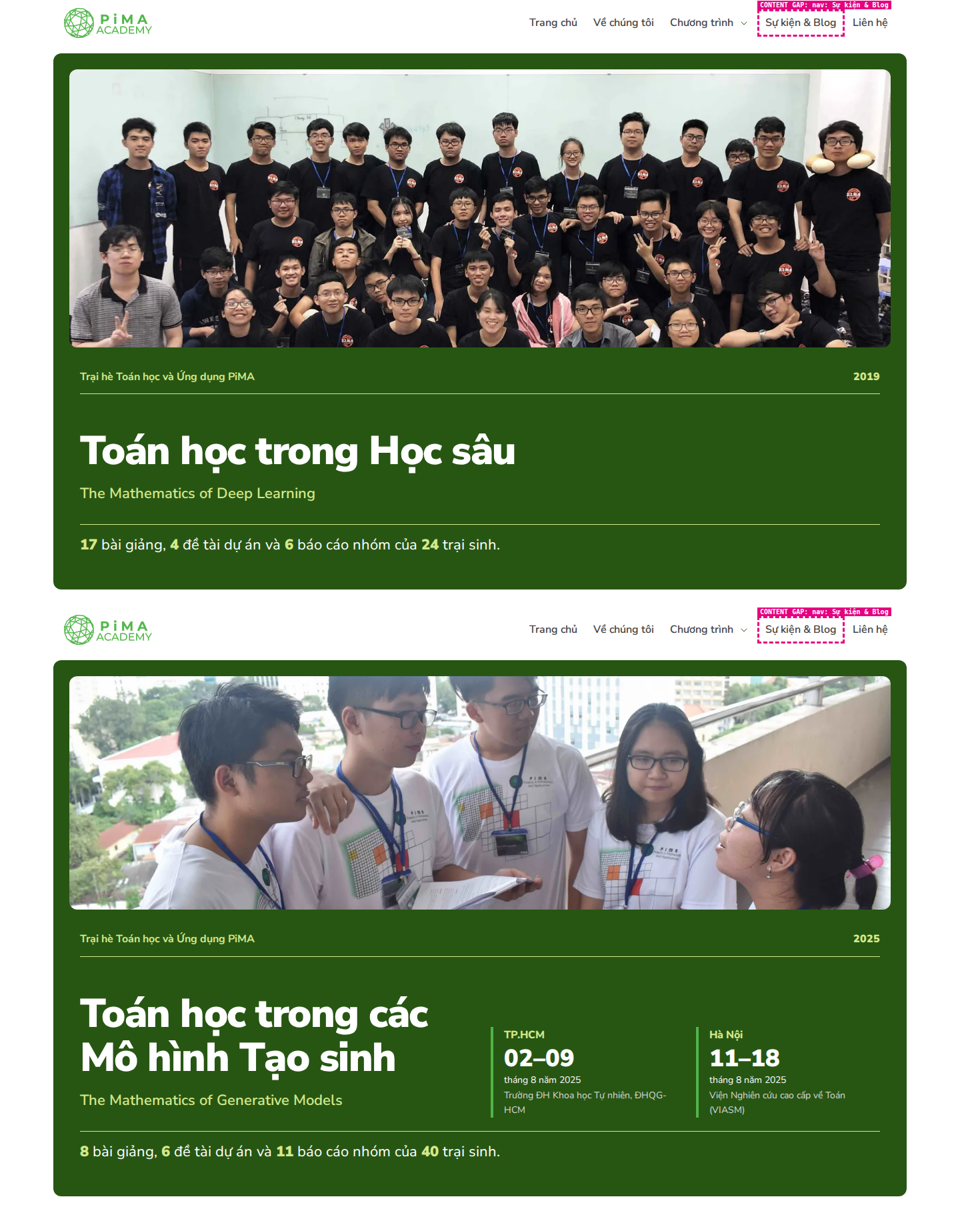 PiMA
ACADEMY
Trang chủ
Về chúng tôi
Chương trình
CONTENT GAP: nav: Sự kiện & Blog
Sự kiện & Blog
Liên hệ
Trại hè Toán học và Ứng dụng PiMA
2019
Toán học trong Học sâu
The Mathematics of Deep Learning
17 bài giảng, 4 đề tài dự án và 6 báo cáo nhóm của 24 trại sinh.
PiMA
ACADEMY
Trang chủ
Về chúng tôi
Chương trình
CONTENT GAP: nav: Sự kiện & Blog
Sự kiện & Blog
Liên hệ
Trại hè Toán học và Ứng dụng PiMA
2025
Toán học trong các
Mô hình Tạo sinh
The Mathematics of Generative Models
TP.HCM
02–09
tháng 8 năm 2025
Trường ĐH Khoa học Tự nhiên, ĐHQG-
HCM
Hà Nội
11–18
tháng 8 năm 2025
Viện Nghiên cứu cao cấp về Toán
(VIASM)
8 bài giảng, 6 đề tài dự án và 11 báo cáo nhóm của 40 trại sinh.